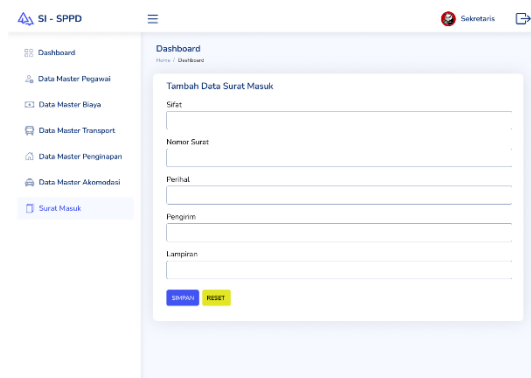 SI - SPPD
Sekretaris
Dashboard
Data Master Pegawai
Data Master Biaya
Data Master Transport
Data Master Penginapan
Data Master Akomodasi
Surat Masuk
Dashboard
Home / Dashboard
Tambah Data Surat Masuk
Sifat
Nomor Surat
Perihal
Pengirim
Lampiran
SIMPAN RESET